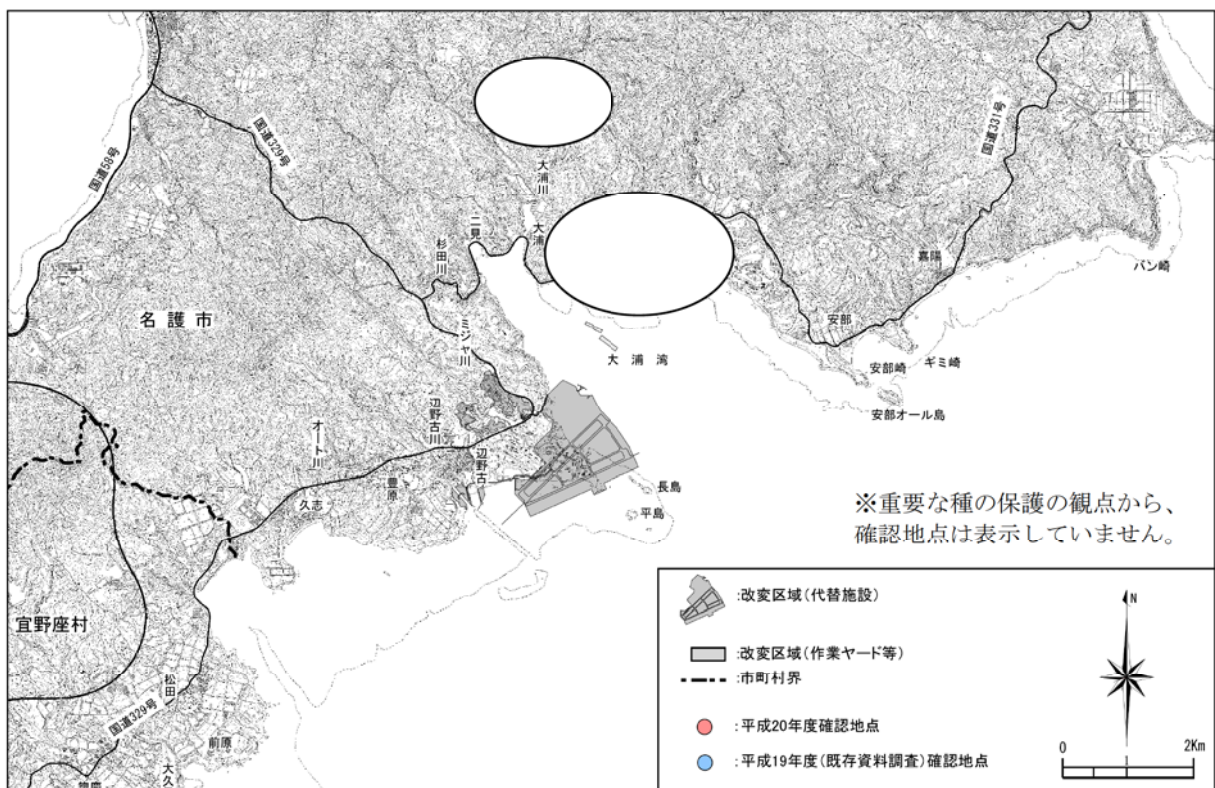 国道58号
国道329号
国道331号
大浦川
二見
大浦
杉田川
嘉陽
バン崎
名護市
ミジャ川
安部
大浦湾
安部崎
ギミ崎
安部オール島
辺野古川
オート川
辺野古
豊原
久志
長島
平島
※重要な種の保護の観点から、
確認地点は表示していません。
宜野座村
松田
国道329号
前原
大久
:改変区域(代替施設)
:改変区域(作業ヤード等)
:市町村界
:平成20年度確認地点
:平成19年度(既存資料調査)確認地点
N
0 2Km